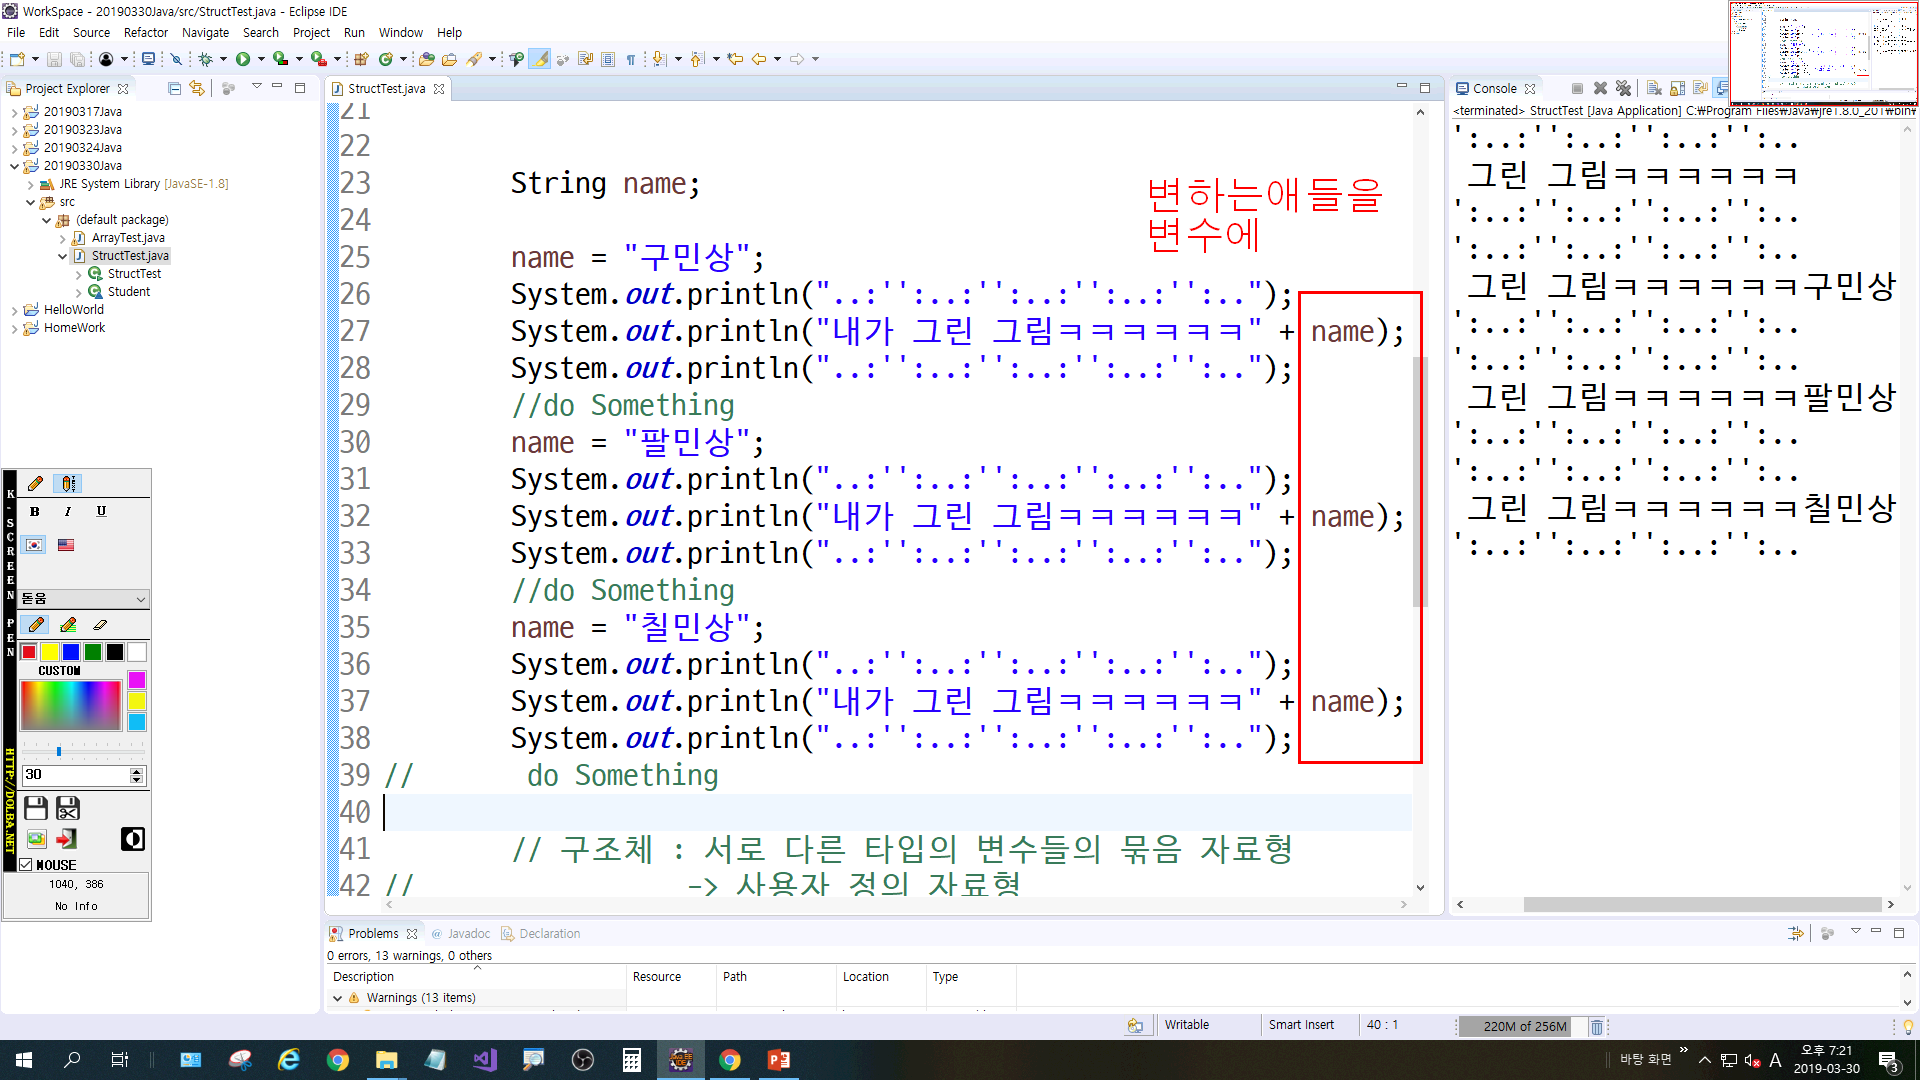 WorkSpace - 20190330Java/src/StructTest.java - Eclipse IDE
File Edit Source Refactor Navigate Search Project Run Window Help
Project Explorer
20190317Java
20190323Java
20190324Java
20190330Java
JRE System Library [JavaSE-1.8]
src
(default package)
ArrayTest.java
StructTest.java
StructTest
Student
HelloWorld
HomeWork
K-SCREEN PEN
HTTP://DOLBA.NET
B I U
돋움
CUSTOM
30
MOUSE
1040, 386
No Info
StructTest.java
21
22
23 String name;
24
25 name = "구민상";
26 System.out.println("..:'':..:'':..:'':..:'':..");
27 System.out.println("내가 그린 그림ㅋㅋㅋㅋㅋㅋ" + name);
28 System.out.println("..:'':..:'':..:'':..:'':..");
29 //do Something
30 name = "팔민상";
31 System.out.println("..:'':..:'':..:'':..:'':..");
32 System.out.println("내가 그린 그림ㅋㅋㅋㅋㅋㅋ" + name);
33 System.out.println("..:'':..:'':..:'':..:'':..");
34 //do Something
35 name = "칠민상";
36 System.out.println("..:'':..:'':..:'':..:'':..");
37 System.out.println("내가 그린 그림ㅋㅋㅋㅋㅋㅋ" + name);
38 System.out.println("..:'':..:'':..:'':..:'':..");
39 // do Something
40
41 // 구조체 : 서로 다른 타입의 변수들의 묶음 자료형
42 // -> 사용자 정의 자료형
변하는애들을
변수에
Console
<terminated> StructTest [Java Application] C:₩Program Files₩Java₩jre1.8.0_201₩bin₩
':..:'':..:'':..:'':..
그린 그림ㅋㅋㅋㅋㅋㅋ
':..:'':..:'':..:'':..
':..:'':..:'':..:'':..
그린 그림ㅋㅋㅋㅋㅋㅋ구민상
':..:'':..:'':..:'':..
':..:'':..:'':..:'':..
그린 그림ㅋㅋㅋㅋㅋㅋ팔민상
':..:'':..:'':..:'':..
':..:'':..:'':..:'':..
그린 그림ㅋㅋㅋㅋㅋㅋ칠민상
':..:'':..:'':..:'':..
Problems @ Javadoc Declaration
0 errors, 13 warnings, 0 others
Description Resource Path Location Type
Warnings (13 items)
Writable Smart Insert 40 : 1 220M of 256M
바탕 화면 A 오후 7:21
2019-03-30
3